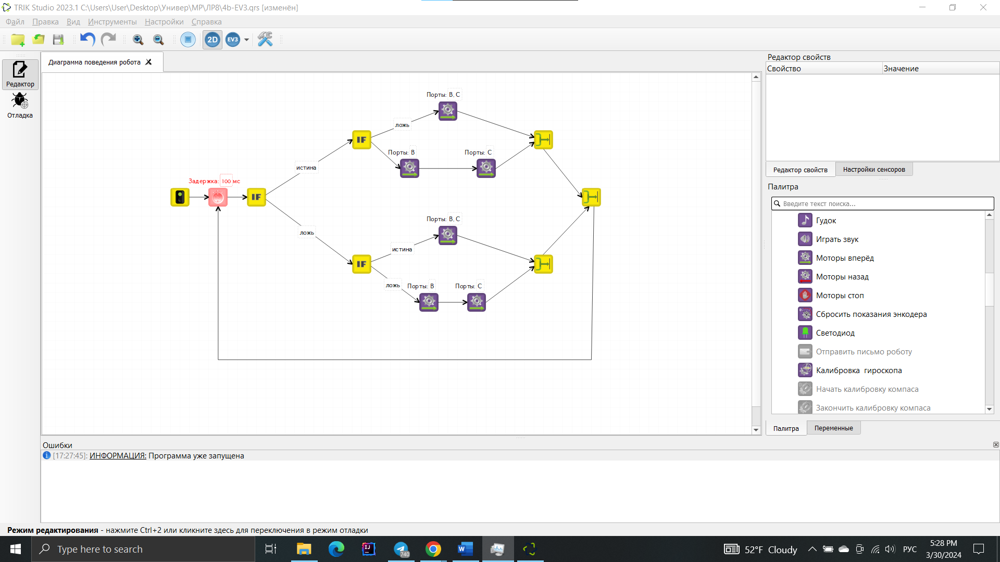 TRIK Studio 2023.1 C:\Users\User\Desktop\Универ\МР\ЛР8\4b-EV3.qrs [изменён]
Файл Правка Вид Инструменты Настройки Справка
2D EV3
Диаграмма поведения робота
Редактор
Отладка
Порты: B, C
ложь
IF
Порты: B
Порты: C
истина
Задержка: 100 мс
IF
ложь
Порты: B, C
истина
IF
ложь
Порты: B
Порты: C
Редактор свойств
Свойство Значение
Редактор свойств Настройки сенсоров
Палитра
Введите текст поиска...
Гудок
Играть звук
Моторы вперёд
Моторы назад
Моторы стоп
Сбросить показания энкодера
Светодиод
Отправить письмо роботу
Калибровка гироскопа
Начать калибровку компаса
Закончить калибровку компаса
Палитра Переменные
Ошибки
[17:27:45]: ИНФОРМАЦИЯ: Программа уже запущена
Режим редактирования - нажмите Ctrl+2 или кликните здесь для переключения в режим отладки
Type here to search
IJ
740
W
52°F Cloudy
РУС
5:28 PM
3/30/2024